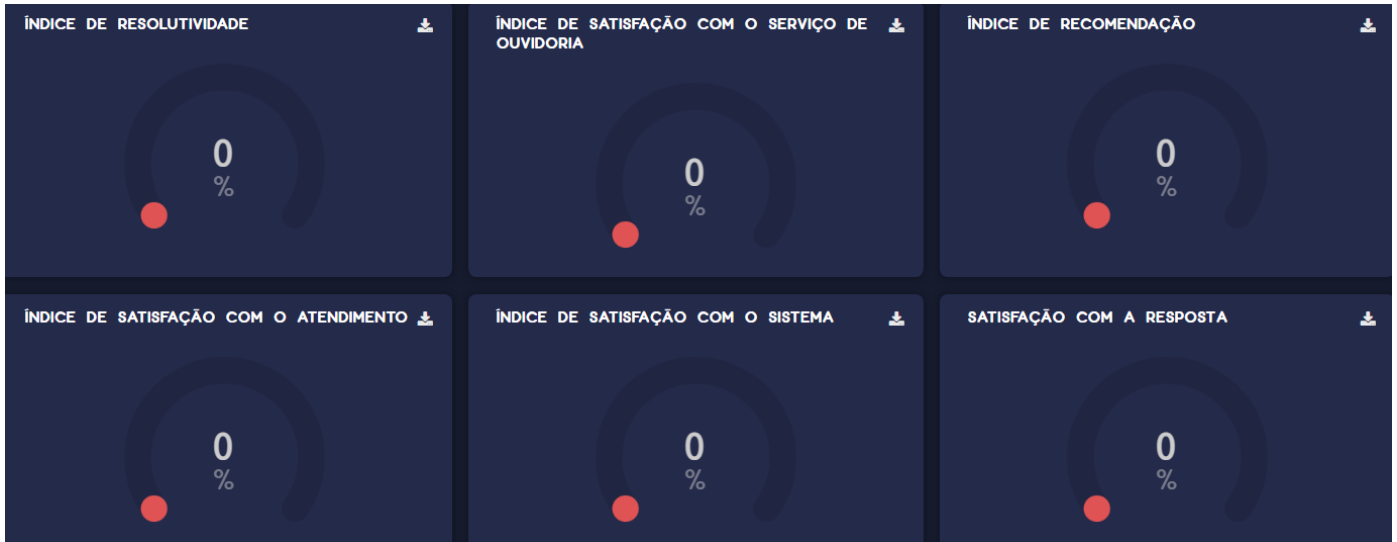 ÍNDICE DE RESOLUTIVIDADE
ÍNDICE DE SATISFAÇÃO COM O SERVIÇO DE
OUVIDORIA
ÍNDICE DE RECOMENDAÇÃO
0
%
0
%
0
%
ÍNDICE DE SATISFAÇÃO COM O ATENDIMENTO
ÍNDICE DE SATISFAÇÃO COM O SISTEMA
SATISFAÇÃO COM A RESPOSTA
0
%
0
%
0
%